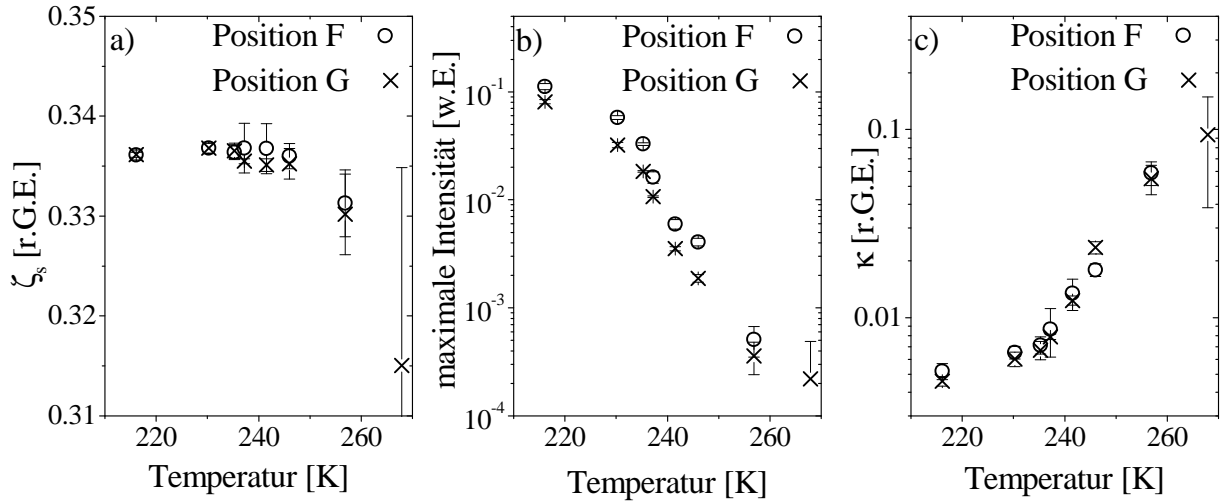 a)
Position F
Position G
0.35
0.34
0.33
0.32
0.31
ζs [r.G.E.]
220 240 260
Temperatur [K]
b)
Position F
Position G
10-1
10-2
10-3
10-4
maximale Intensität [w.E.]
220 240 260
Temperatur [K]
c)
Position F
Position G
0.1
0.01
κ [r.G.E.]
220 240 260
Temperatur [K]